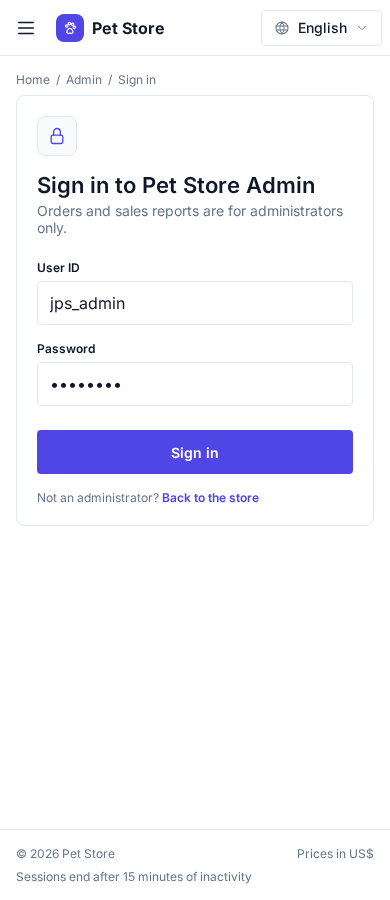 Pet Store
English
Home / Admin / Sign in
Sign in to Pet Store Admin
Orders and sales reports are for administrators
only.
User ID
jps_admin
Password
••••••••
Sign in
Not an administrator? Back to the store
© 2026 Pet Store
Prices in US$
Sessions end after 15 minutes of inactivity